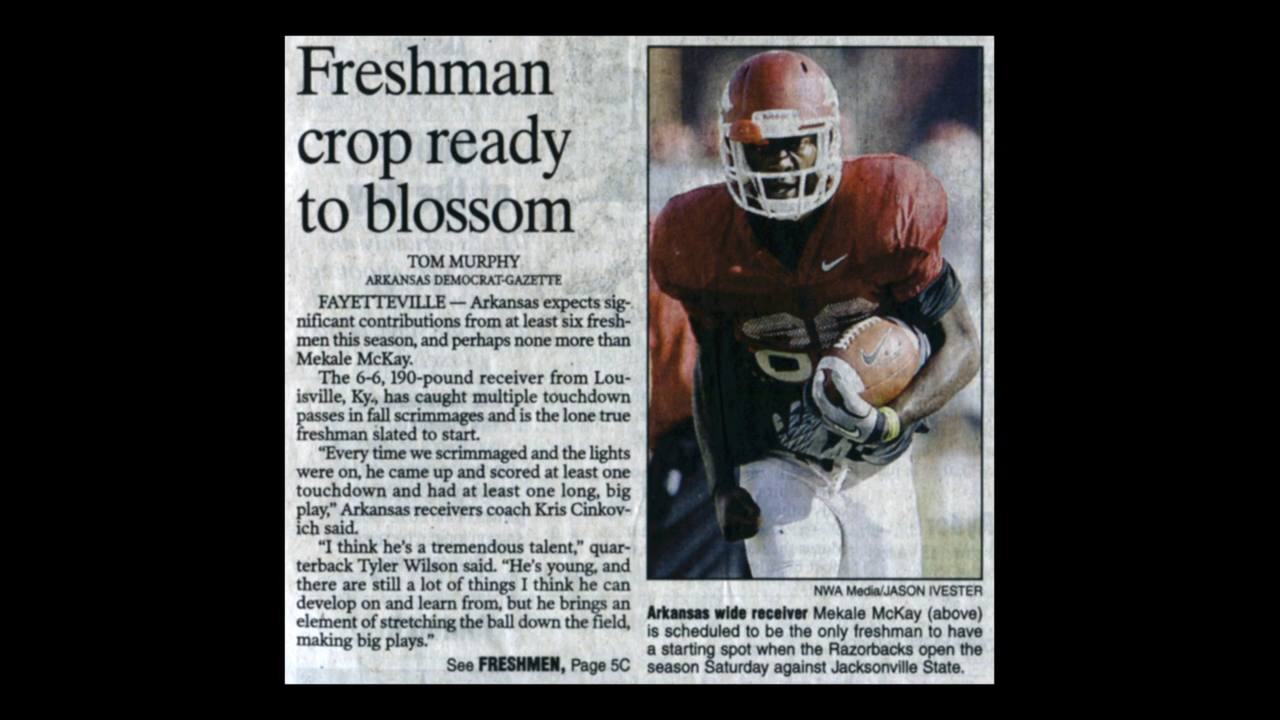 Freshman
crop ready
to blossom
TOM MURPHY
ARKANSAS DEMOCRAT-GAZETTE
FAYETTEVILLE — Arkansas expects sig-
nificant contributions from at least six fresh-
men this season, and perhaps none more than
Mekale McKay.
The 6-6, 190-pound receiver from Lou-
isville, Ky., has caught multiple touchdown
passes in fall scrimmages and is the lone true
freshman slated to start.
“Every time we scrimmaged and the lights
were on, he came up and scored at least one
touchdown and had at least one long, big
play,” Arkansas receivers coach Kris Cinkov-
ich said.
“I think he’s a tremendous talent,” quar-
terback Tyler Wilson said. “He’s young, and
there are still a lot of things I think he can
develop on and learn from, but he brings an
element of stretching the ball down the field,
making big plays.”
See FRESHMEN, Page 5C
NWA Media/JASON IVESTER
Arkansas wide receiver Mekale McKay (above)
is scheduled to be the only freshman to have
a starting spot when the Razorbacks open the
season Saturday against Jacksonville State.